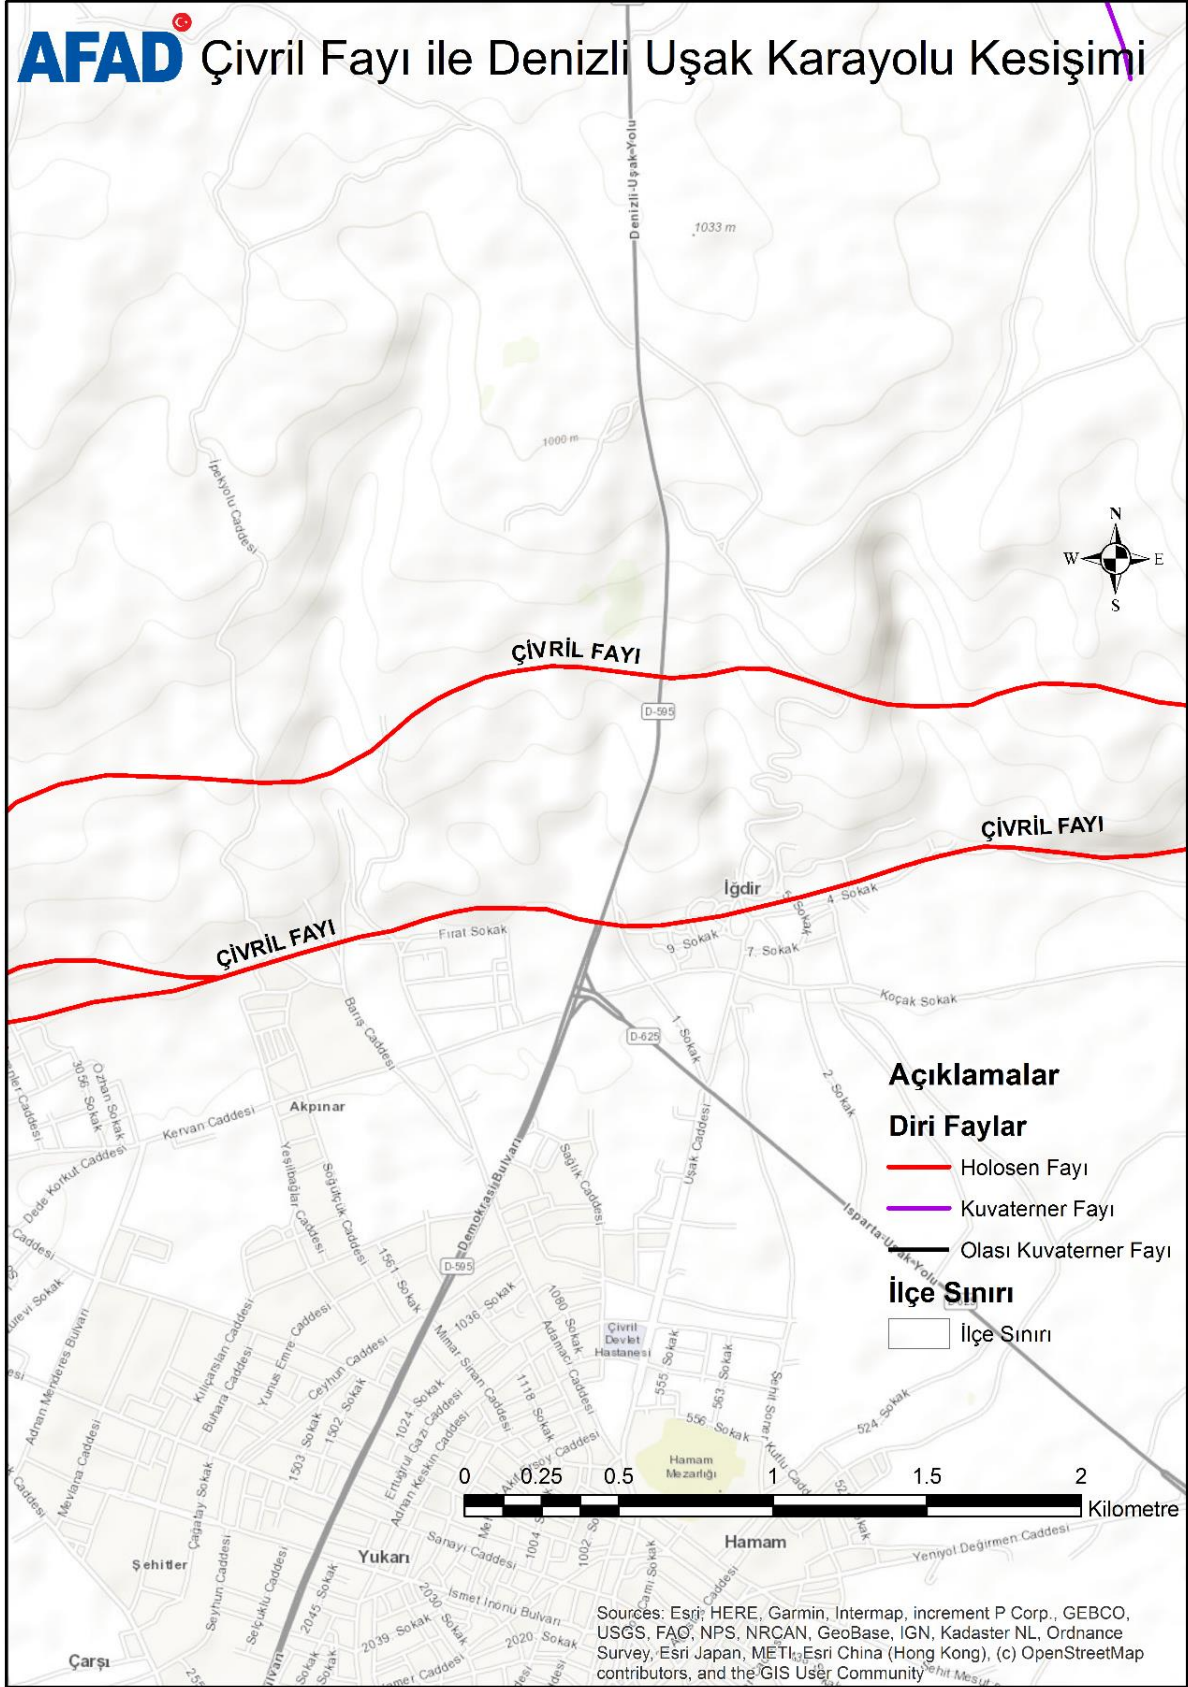 AFAD Çivril Fayı ile Denizli Uşak Karayolu Kesişimi
Denizli-Uşak-Yolu
1033 m
1000 m
İpekyolu Caddesi
N
W E
S
ÇİVRİL FAYI
D-595
ÇİVRİL FAYI
İğdir
5. Sokak
4. Sokak
ÇİVRİL FAYI
Fırat Sokak
9. Sokak
7. Sokak
Koçak Sokak
Barış Caddesi
D-625
1. Sokak
2. Sokak
3056. Sokak
Özhan Sokak
Akpınar
Kervan Caddesi
Dede Korkut Caddesi
Yeşilbağlar Caddesi
Söğütçük Caddesi
Demokrasi Bulvarı
Sağlık Caddesi
Uşak Caddesi
Isparta-Uşak-Yolu
Açıklamalar
Diri Faylar
Holosen Fayı
Kuvaterner Fayı
Olası Kuvaterner Fayı
İlçe Sınırı
İlçe Sınırı
Caddesi
D-595
1561. Sokak
1036. Sokak
1080. Sokak
Adamacı Caddesi
Mimar Sinan Caddesi
1118. Sokak
Çivril
Devlet
Hastanesi
555. Sokak
563. Sokak
556. Sokak
524. Sokak
Adnan Menderes Bulvarı
Kılıçarslan Caddesi
Buhara Caddesi
Yunus Emre Caddesi
Ceyhun Caddesi
1502. Sokak
1503. Sokak
1024. Sokak
Ertuğrul Gazi Caddesi
Adnan Keskin Caddesi
Mevlana Caddesi
Çağatay Sokak
Hamam
Mezarlığı
0 0.25 0.5 1 1.5 2
Kilometre
Şehitler
Yukarı
Sanayi Caddesi
Hamam
Yeniyol Değirmen Caddesi
Seyhun Caddesi
Selçuklu Caddesi
2045. Sokak
2030. Sokak
2039. Sokak
İsmet İnönü Bulvarı
2020. Sokak
Çarşı
Sources: Esri, HERE, Garmin, Intermap, increment P Corp., GEBCO,
USGS, FAO, NPS, NRCAN, GeoBase, IGN, Kadaster NL, Ordnance
Survey, Esri Japan, METI, Esri China (Hong Kong), (c) OpenStreetMap
contributors, and the GIS User Community